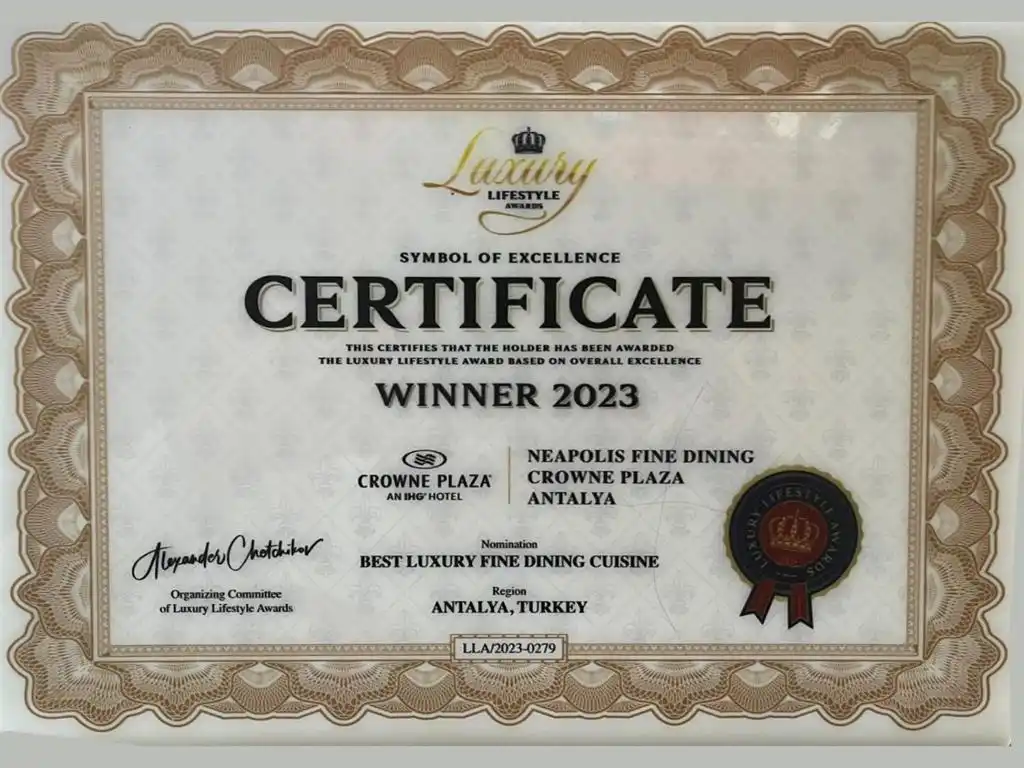 Luxury
LIFESTYLE
AWARDS
SYMBOL OF EXCELLENCE
CERTIFICATE
THIS CERTIFIES THAT THE HOLDER HAS BEEN AWARDED
THE LUXURY LIFESTYLE AWARD BASED ON OVERALL EXCELLENCE
WINNER 2023
CROWNE PLAZA
AN IHG® HOTEL
NEAPOLIS FINE DINING
CROWNE PLAZA
ANTALYA
LUXURY LIFESTYLE AWARDS
Alexander Chetchikov
Organizing Committee
of Luxury Lifestyle Awards
Nomination
BEST LUXURY FINE DINING CUISINE
Region
ANTALYA, TURKEY
LLA/2023-0279